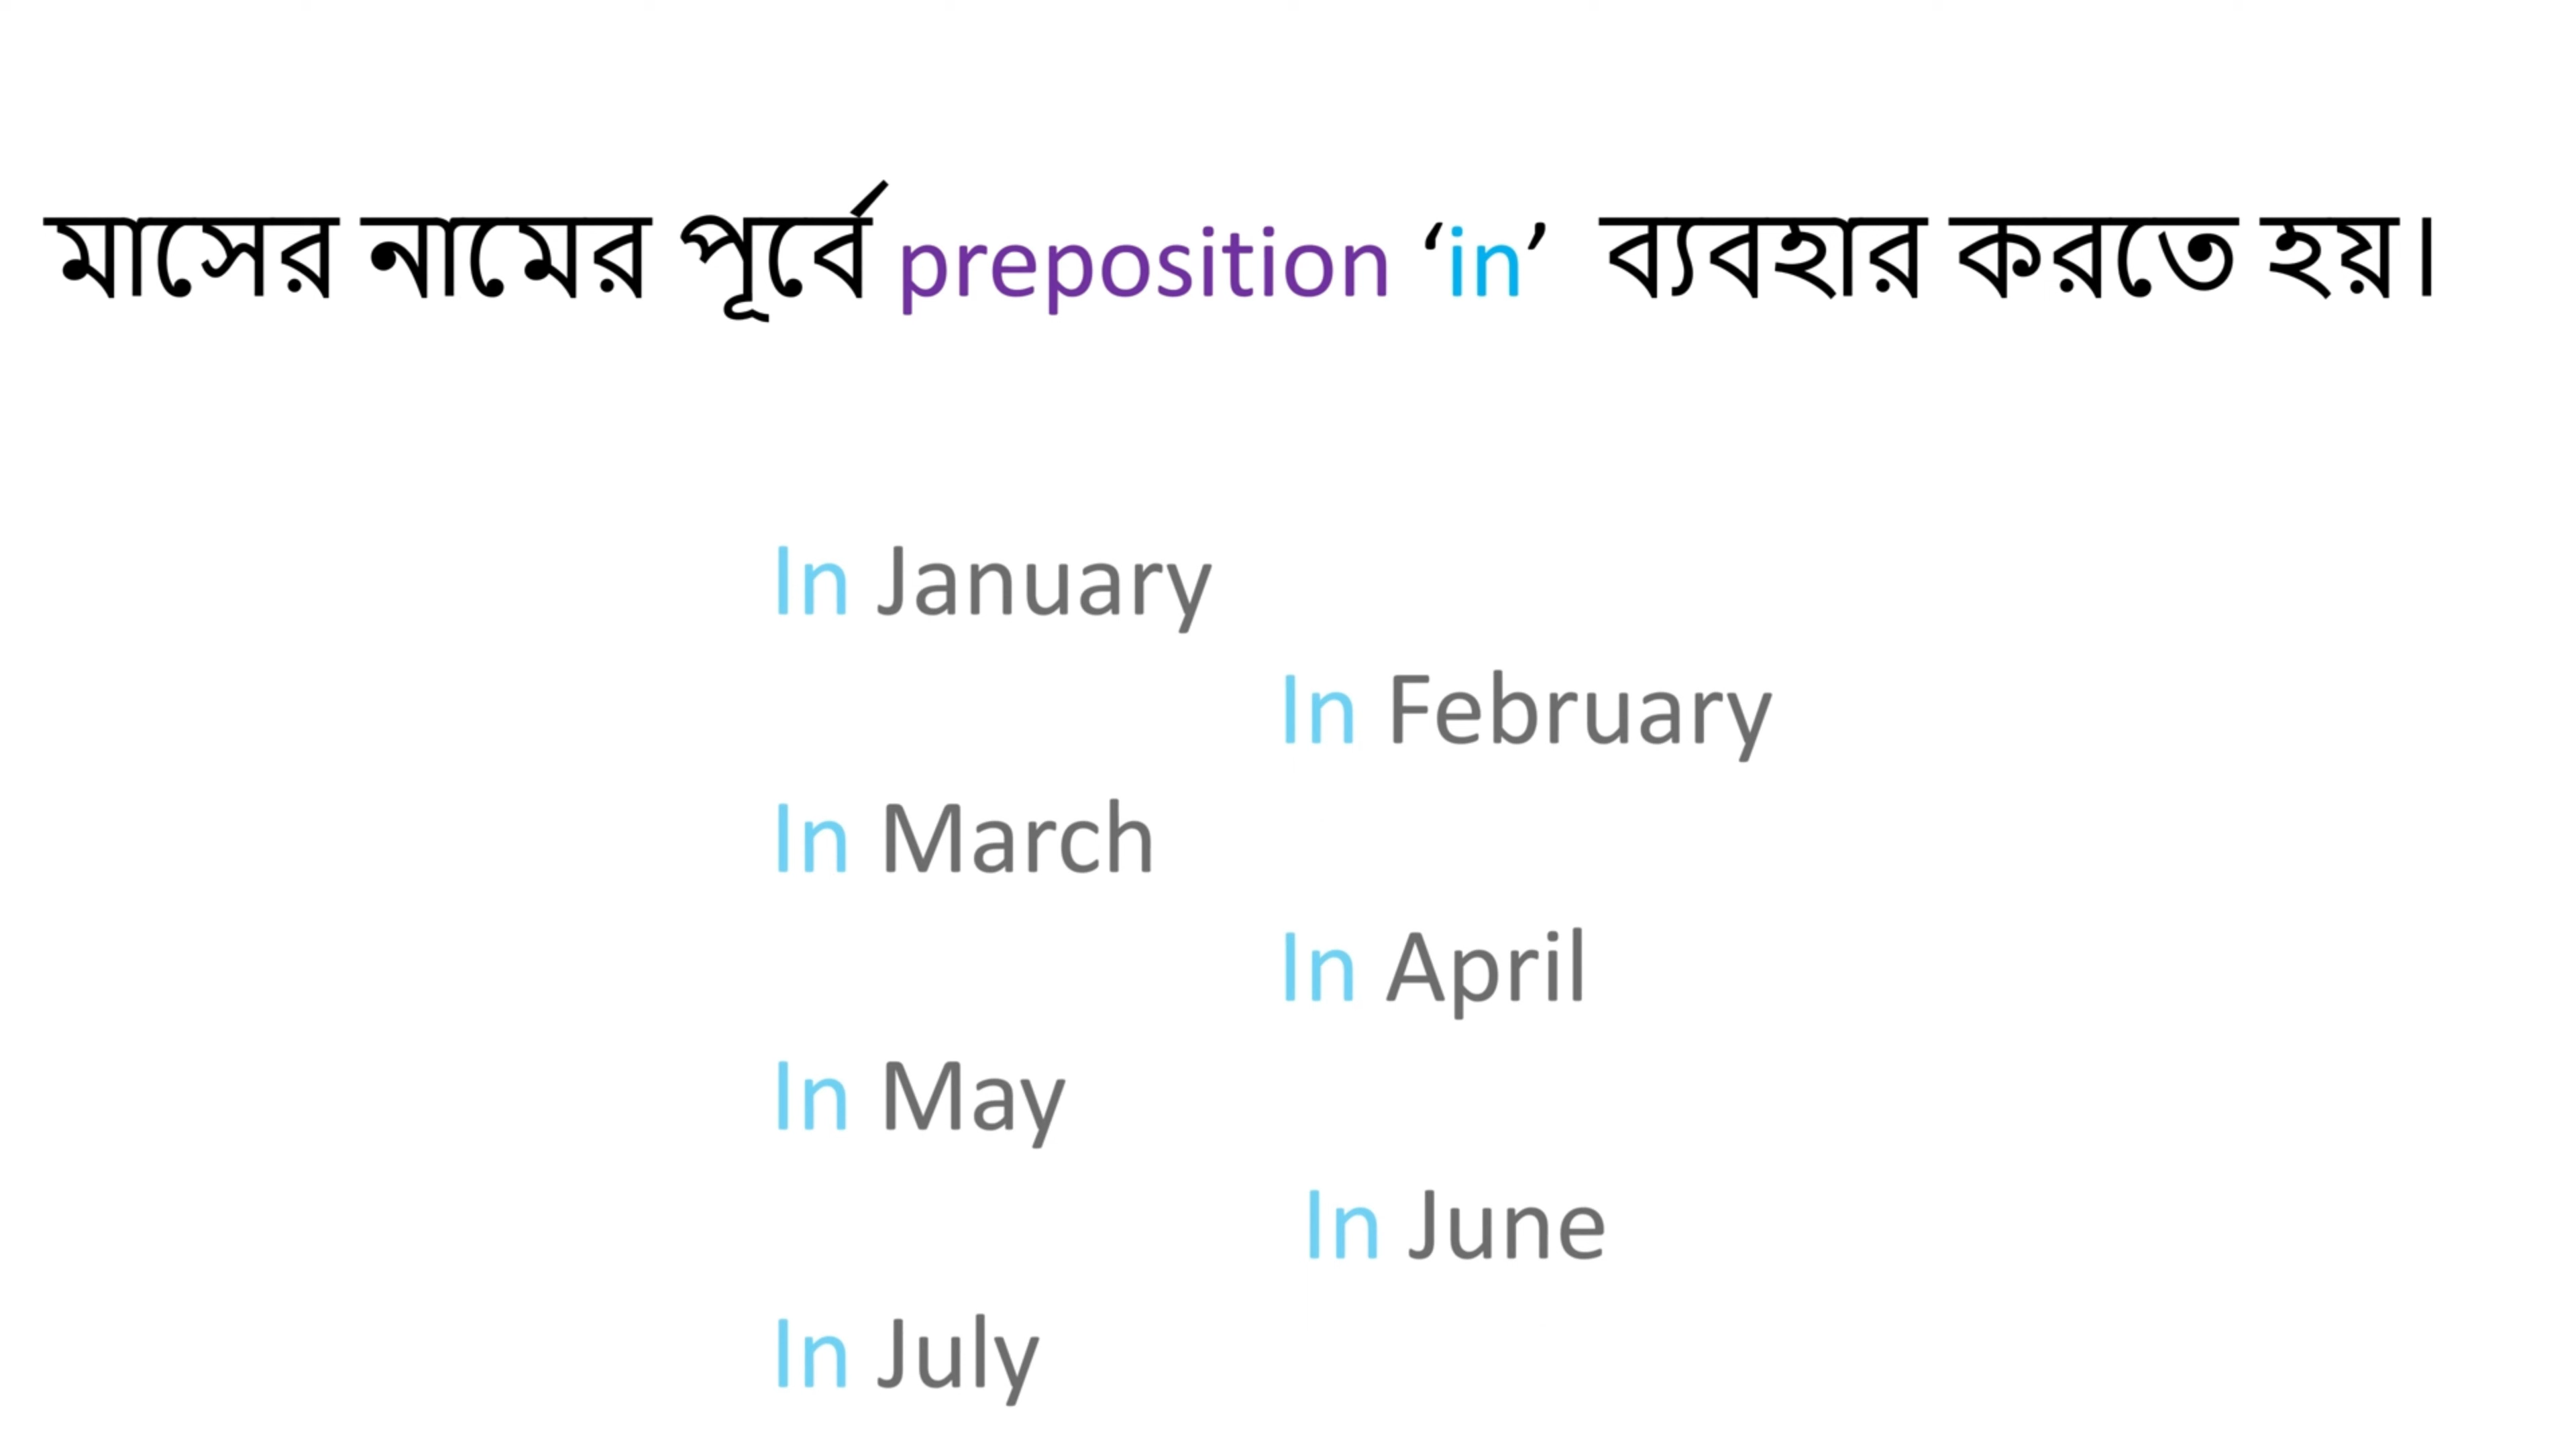 মাসের নামের পূর্বে preposition ‘in’ ব্যবহার করতে হয়।
In January
In February
In March
In April
In May
In June
In July